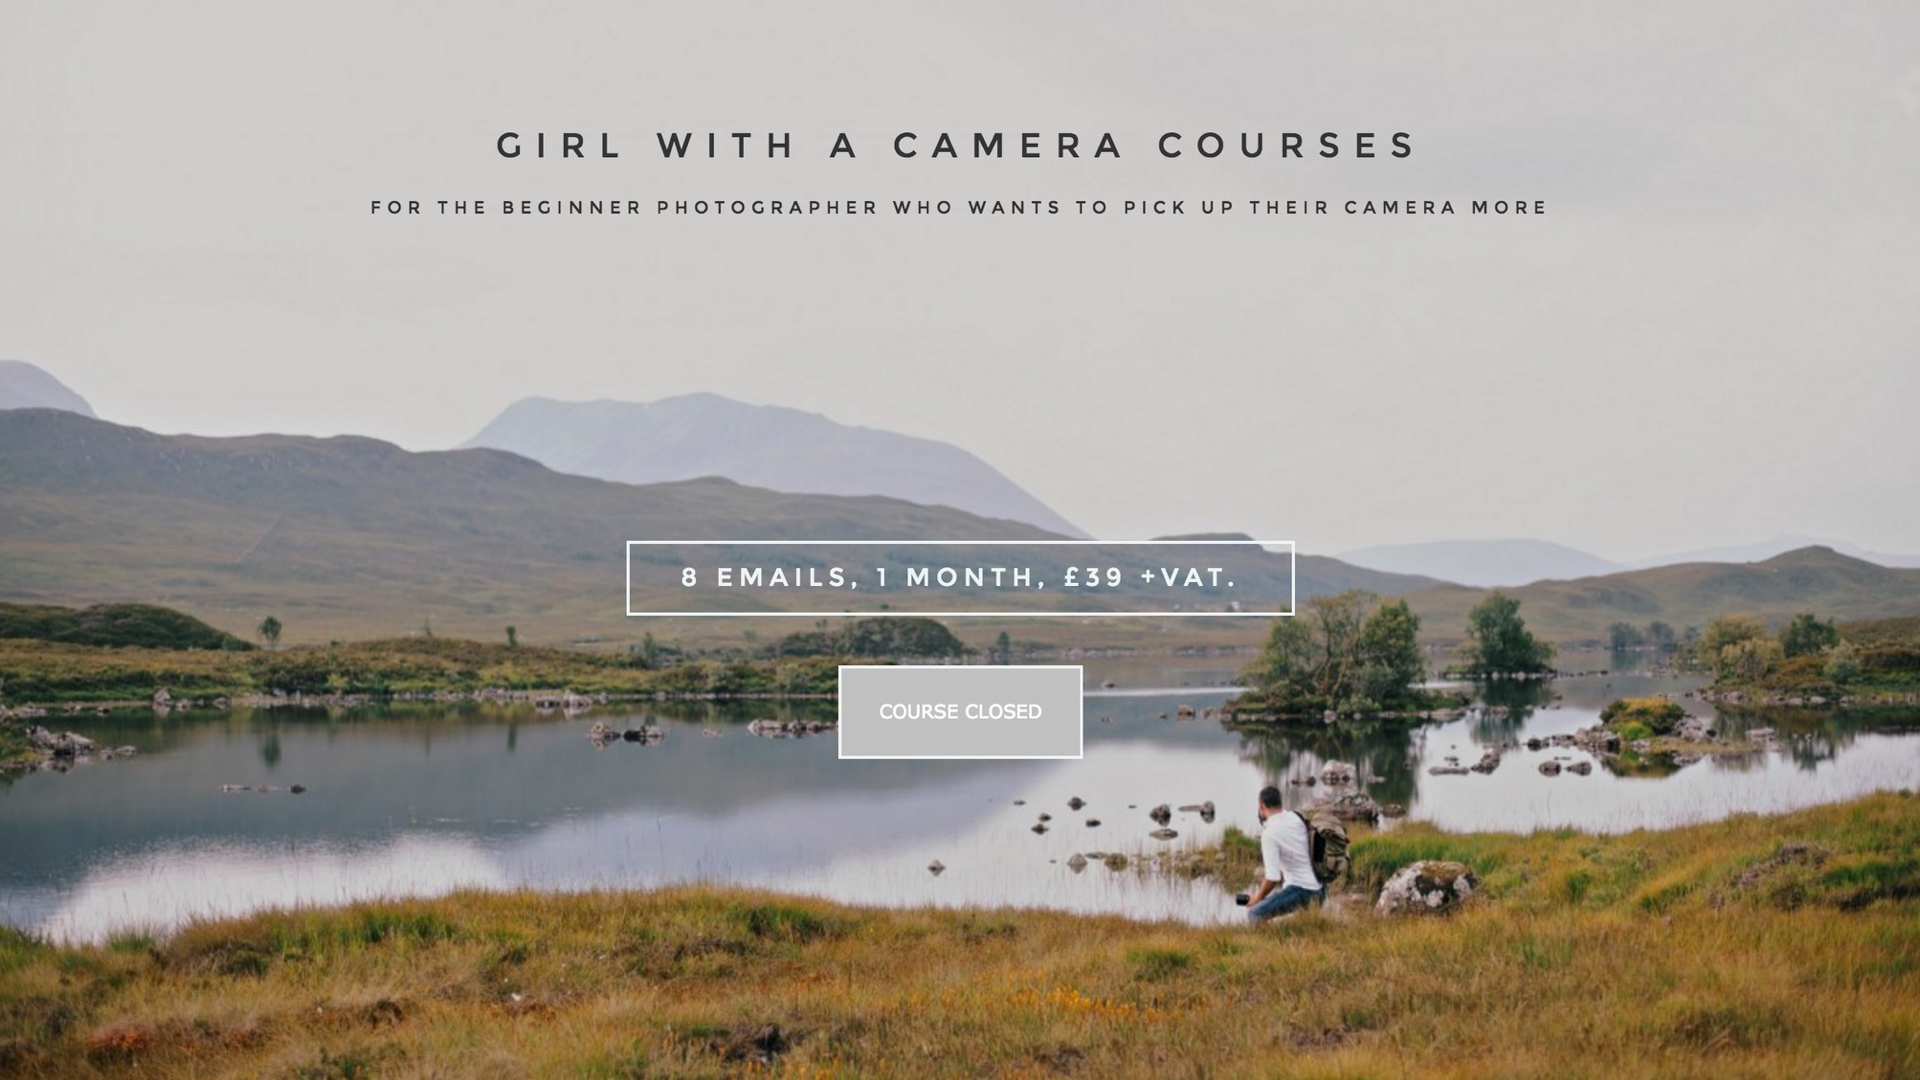 GIRL WITH A CAMERA COURSES
FOR THE BEGINNER PHOTOGRAPHER WHO WANTS TO PICK UP THEIR CAMERA MORE
8 EMAILS, 1 MONTH, £39 +VAT.
COURSE CLOSED